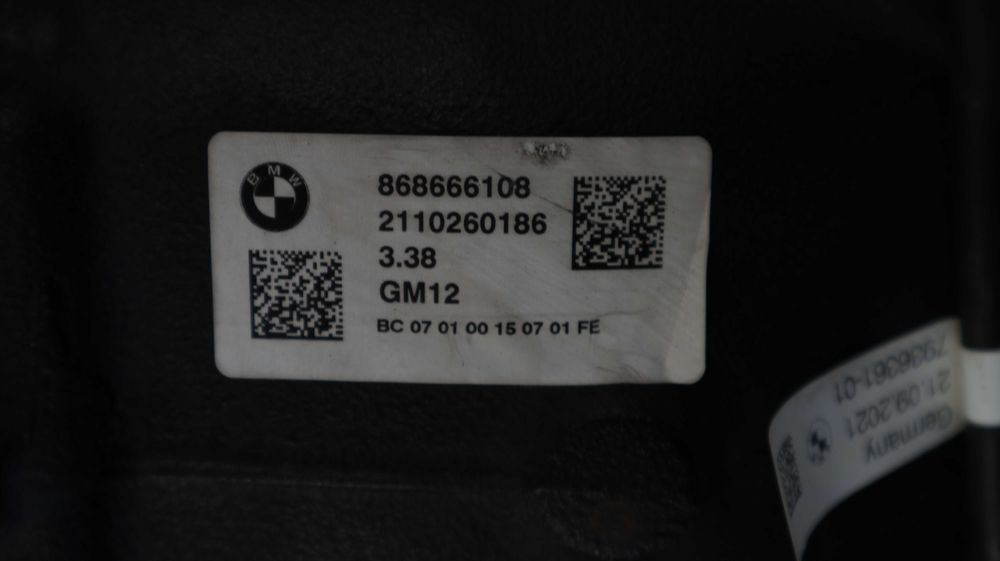 BMW
868666108
2110260186
3.38
GM12
BC 07 01 00 15 07 01 FE
7936361-01
21.09.2021
Germany